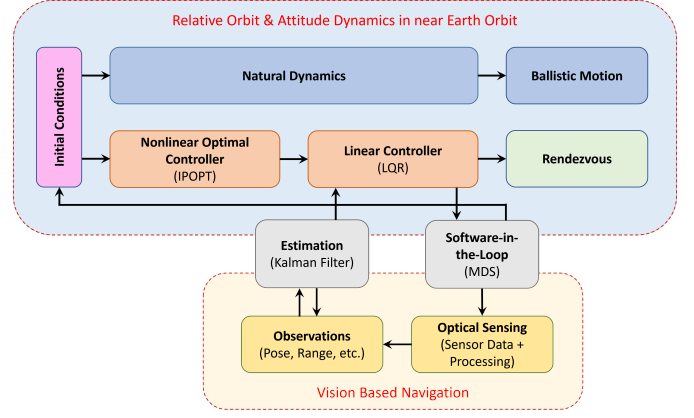 Relative Orbit & Attitude Dynamics in near Earth Orbit
Initial Conditions
Natural Dynamics
Ballistic Motion
Nonlinear Optimal
Controller
(IPOPT)
Linear Controller
(LQR)
Rendezvous
Estimation
(Kalman Filter)
Software-in-
the-Loop
(MDS)
Observations
(Pose, Range, etc.)
Optical Sensing
(Sensor Data +
Processing)
Vision Based Navigation